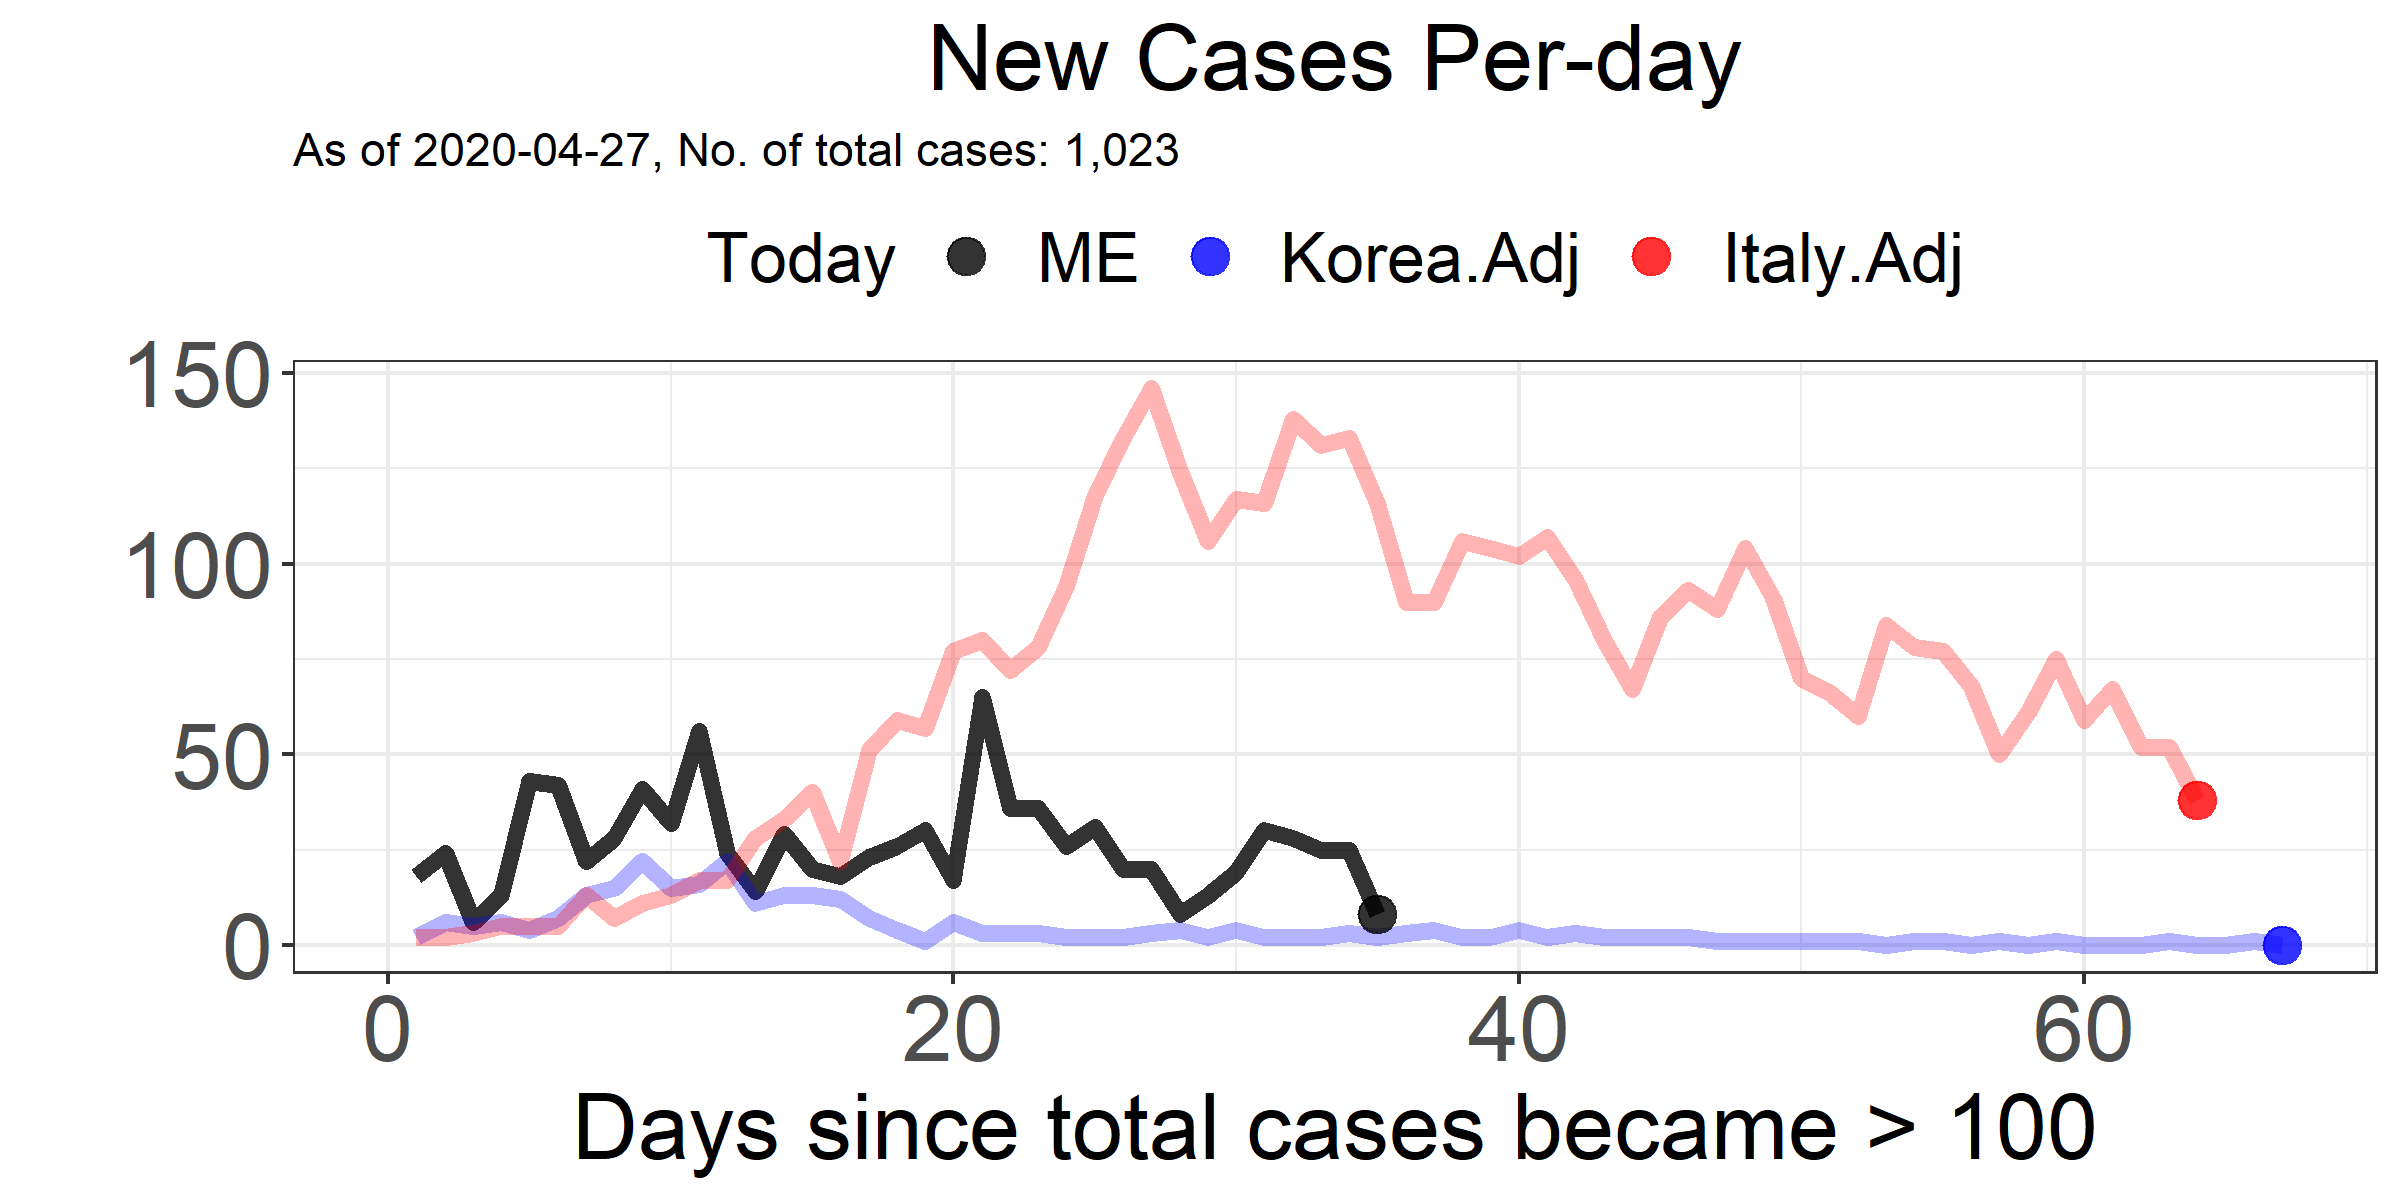 New Cases Per-day
As of 2020-04-27, No. of total cases: 1,023
Today ME Korea.Adj Italy.Adj
150
100
50
0
0 20 40 60
Days since total cases became > 100